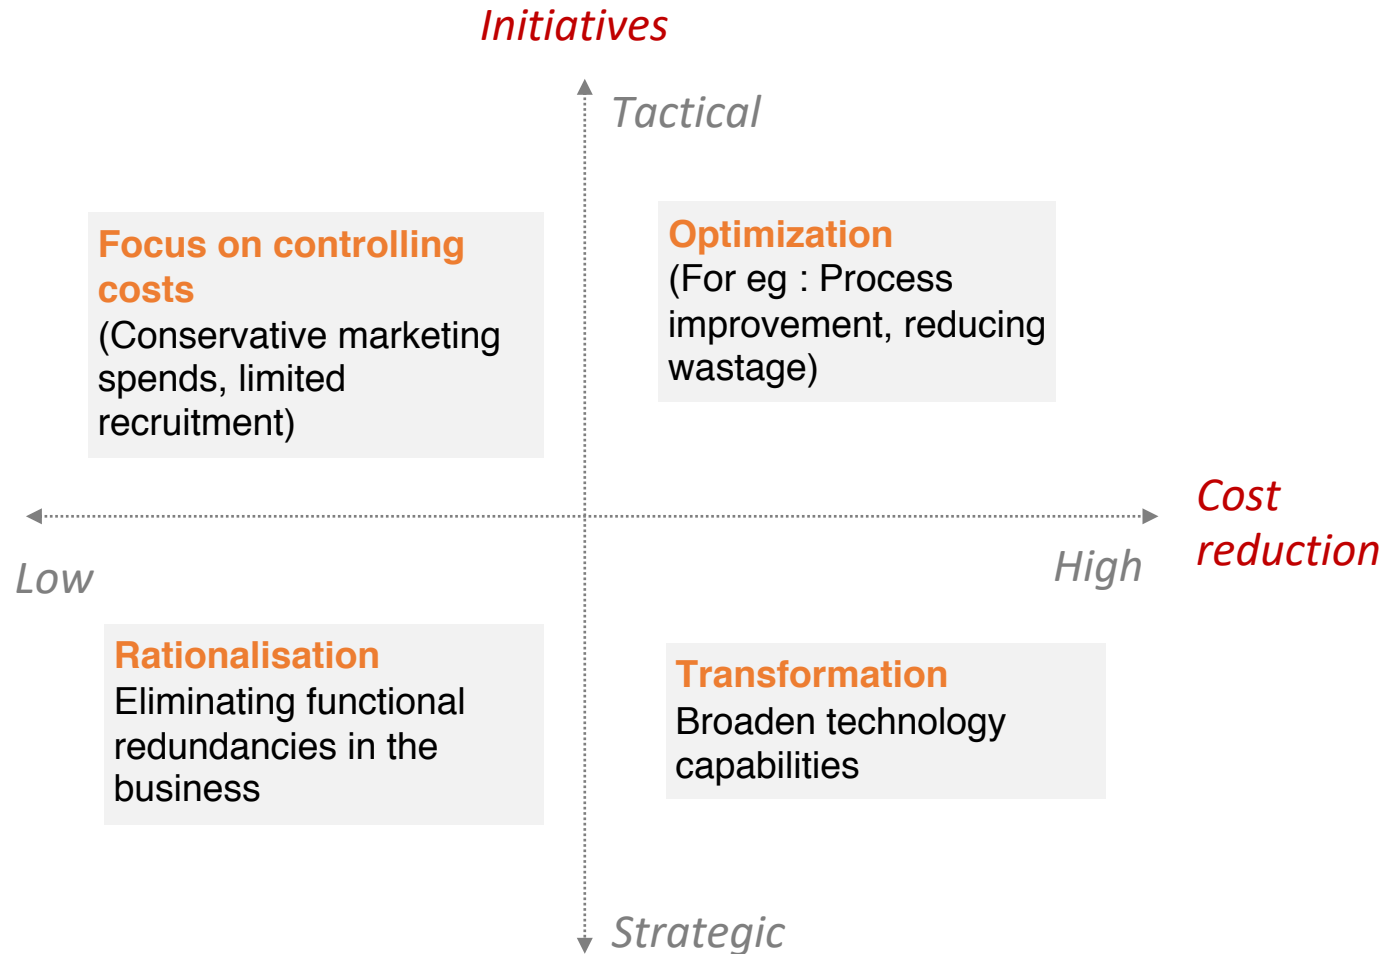 Initiatives
Tactical
Focus on controlling
costs
(Conservative marketing
spends, limited
recruitment)
Optimization
(For eg : Process
improvement, reducing
wastage)
Cost
reduction
Low
High
Rationalisation
Eliminating functional
redundancies in the
business
Transformation
Broaden technology
capabilities
Strategic